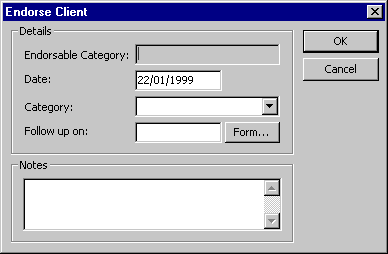 Endorse Client
Details
Endorsable Category:
Date: 22/01/1999
Category:
Follow up on: Form...
Notes
OK
Cancel